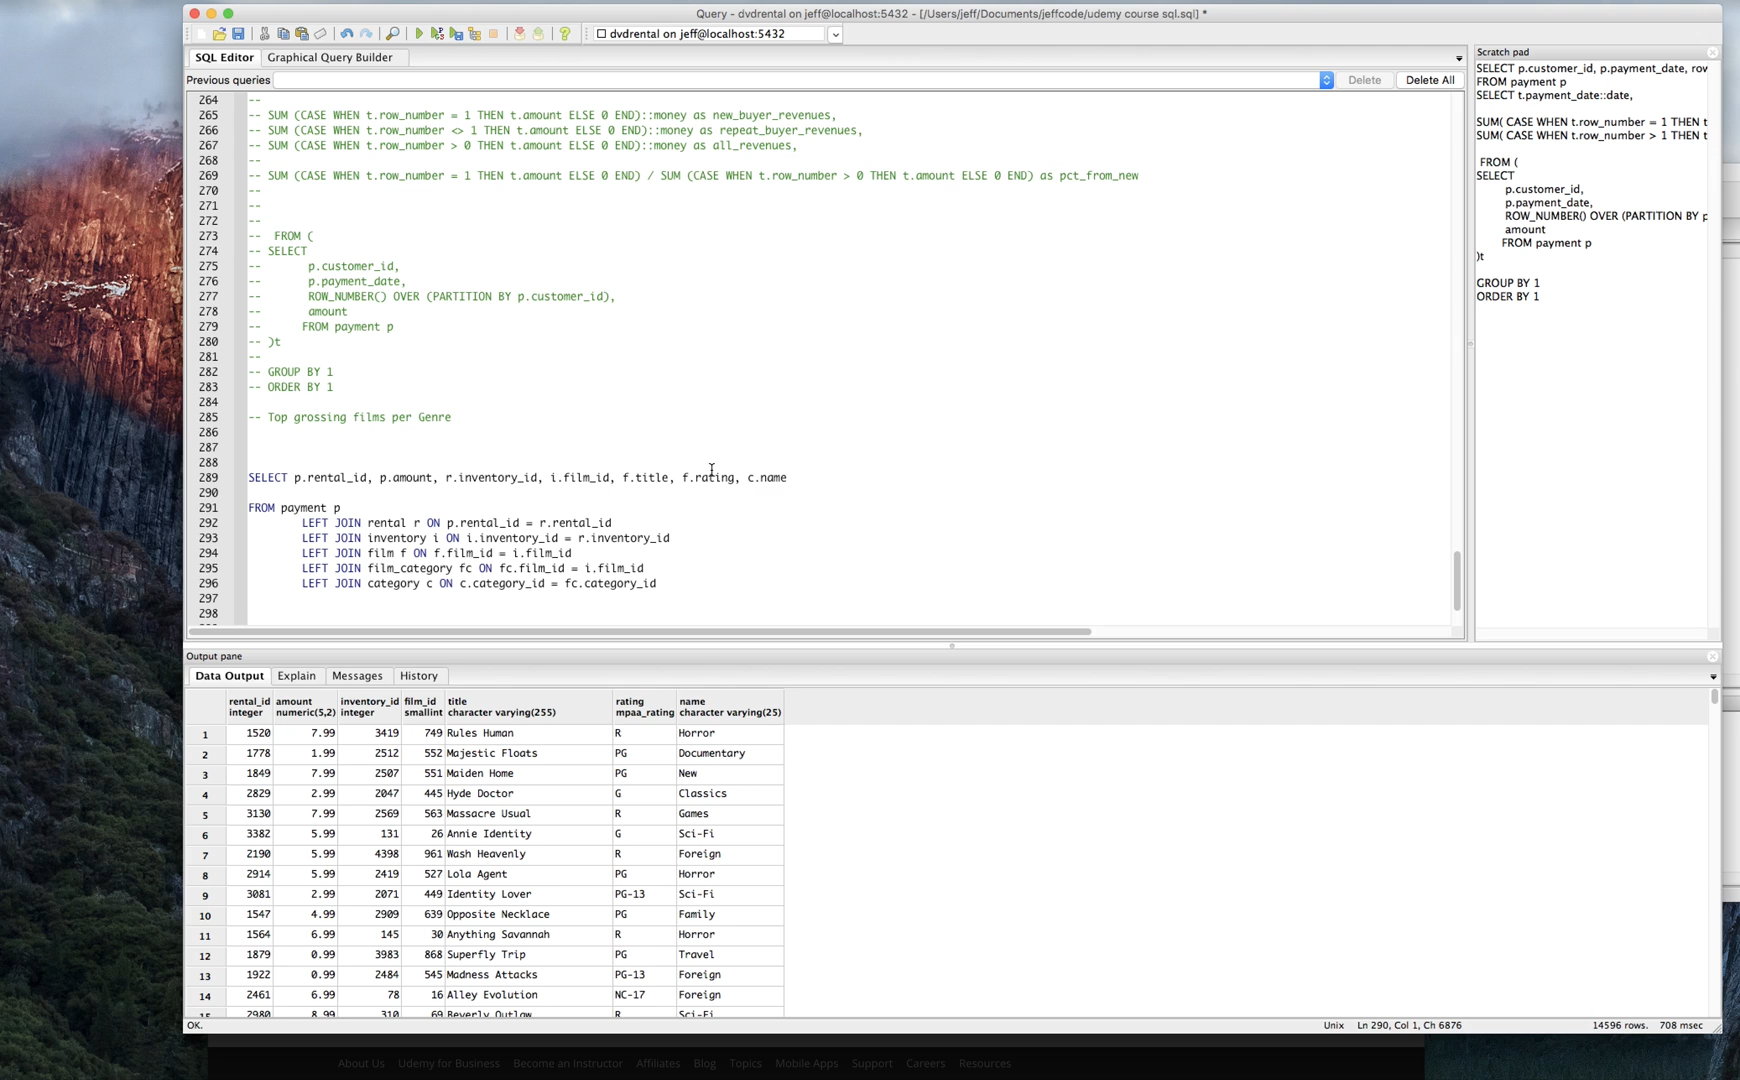 Query - dvdrental on jeff@localhost:5432 - [/Users/jeff/Documents/jeffcode/udemy course sql.sql] *
dvdrental on jeff@localhost:5432
SQL Editor Graphical Query Builder
Previous queries Delete Delete All
264 --
265 -- SUM (CASE WHEN t.row_number = 1 THEN t.amount ELSE 0 END)::money as new_buyer_revenues,
266 -- SUM (CASE WHEN t.row_number <> 1 THEN t.amount ELSE 0 END)::money as repeat_buyer_revenues,
267 -- SUM (CASE WHEN t.row_number > 0 THEN t.amount ELSE 0 END)::money as all_revenues,
268 --
269 -- SUM (CASE WHEN t.row_number = 1 THEN t.amount ELSE 0 END) / SUM (CASE WHEN t.row_number > 0 THEN t.amount ELSE 0 END) as pct_from_new
270 --
271 --
272 --
273 -- FROM (
274 -- SELECT
275 -- p.customer_id,
276 -- p.payment_date,
277 -- ROW_NUMBER() OVER (PARTITION BY p.customer_id),
278 -- amount
279 -- FROM payment p
280 -- )t
281 --
282 -- GROUP BY 1
283 -- ORDER BY 1
284
285 -- Top grossing films per Genre
286
287
288
289 SELECT p.rental_id, p.amount, r.inventory_id, i.film_id, f.title, f.rating, c.name
290
291 FROM payment p
292 LEFT JOIN rental r ON p.rental_id = r.rental_id
293 LEFT JOIN inventory i ON i.inventory_id = r.inventory_id
294 LEFT JOIN film f ON f.film_id = i.film_id
295 LEFT JOIN film_category fc ON fc.film_id = i.film_id
296 LEFT JOIN category c ON c.category_id = fc.category_id
297
298
Scratch pad
SELECT p.customer_id, p.payment_date, row
FROM payment p
SELECT t.payment_date::date,
SUM( CASE WHEN t.row_number = 1 THEN
SUM( CASE WHEN t.row_number > 1 THEN t
FROM (
SELECT
p.customer_id,
p.payment_date,
ROW_NUMBER() OVER (PARTITION BY p
amount
FROM payment p
)t
GROUP BY 1
ORDER BY 1
Output pane
Data Output Explain Messages History
rental_id amount inventory_id film_id title rating name
integer numeric(5,2) integer smallint character varying(255) mpaa_rating character varying(25)
1 1520 7.99 3419 749 Rules Human R Horror
2 1778 1.99 2512 552 Majestic Floats PG Documentary
3 1849 7.99 2507 551 Maiden Home PG New
4 2829 2.99 2047 445 Hyde Doctor G Classics
5 3130 7.99 2569 563 Massacre Usual R Games
6 3382 5.99 131 26 Annie Identity G Sci-Fi
7 2190 5.99 4398 961 Wash Heavenly R Foreign
8 2914 5.99 2419 527 Lola Agent PG Horror
9 3081 2.99 2071 449 Identity Lover PG-13 Sci-Fi
10 1547 4.99 2909 639 Opposite Necklace PG Family
11 1564 6.99 145 30 Anything Savannah R Horror
12 1879 0.99 3983 868 Superfly Trip PG Travel
13 1922 0.99 2484 545 Madness Attacks PG-13 Foreign
14 2461 6.99 78 16 Alley Evolution NC-17 Foreign
15 2980 8.99 310 69 Beverly Outlaw R Sci-Fi
OK. Unix Ln 290, Col 1, Ch 6876 14596 rows. 708 msec
About Us Udemy for Business Become an Instructor Affiliates Blog Topics Mobile Apps Support Careers Resources